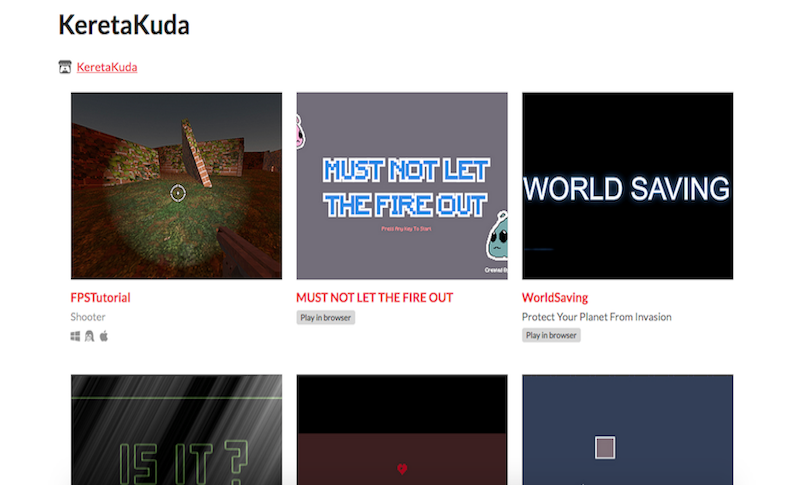 KeretaKuda
KeretaKuda
MUST NOT LET
THE FIRE OUT
Press Any Key To Start
Created B
WORLD SAVING
FPSTutorial
MUST NOT LET THE FIRE OUT
WorldSaving
Shooter
Play in browser
Protect Your Planet From Invasion
Play in browser
IS IT?